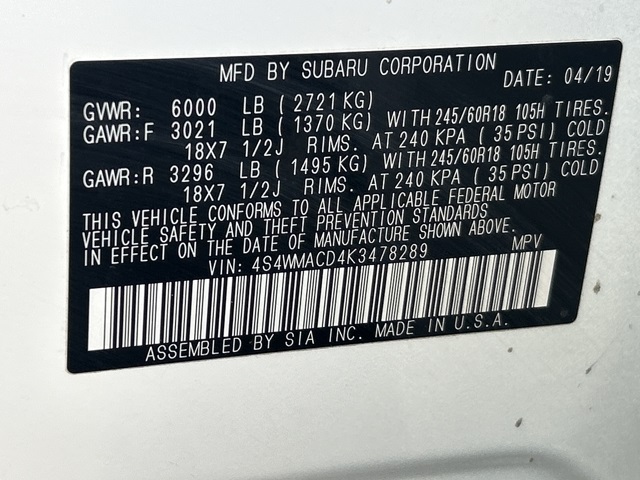 MFD BY SUBARU CORPORATION DATE: 04/19
GVWR: 6000 LB ( 2721 KG)
GAWR:F 3021 LB ( 1370 KG) WITH 245/60R18 105H TIRES.
18X7 1/2J RIMS. AT 240 KPA ( 35 PSI) COLD
GAWR:R 3296 LB ( 1495 KG) WITH 245/60R18 105H TIRES.
18X7 1/2J RIMS. AT 240 KPA ( 35 PSI) COLD
THIS VEHICLE CONFORMS TO ALL APPLICABLE FEDERAL MOTOR
VEHICLE SAFETY AND THEFT PREVENTION STANDARDS
IN EFFECT ON THE DATE OF MANUFACTURE SHOWN ABOVE.
VIN: 4S4WMACD4K3478289 MPV
ASSEMBLED BY SIA INC. MADE IN U.S.A.